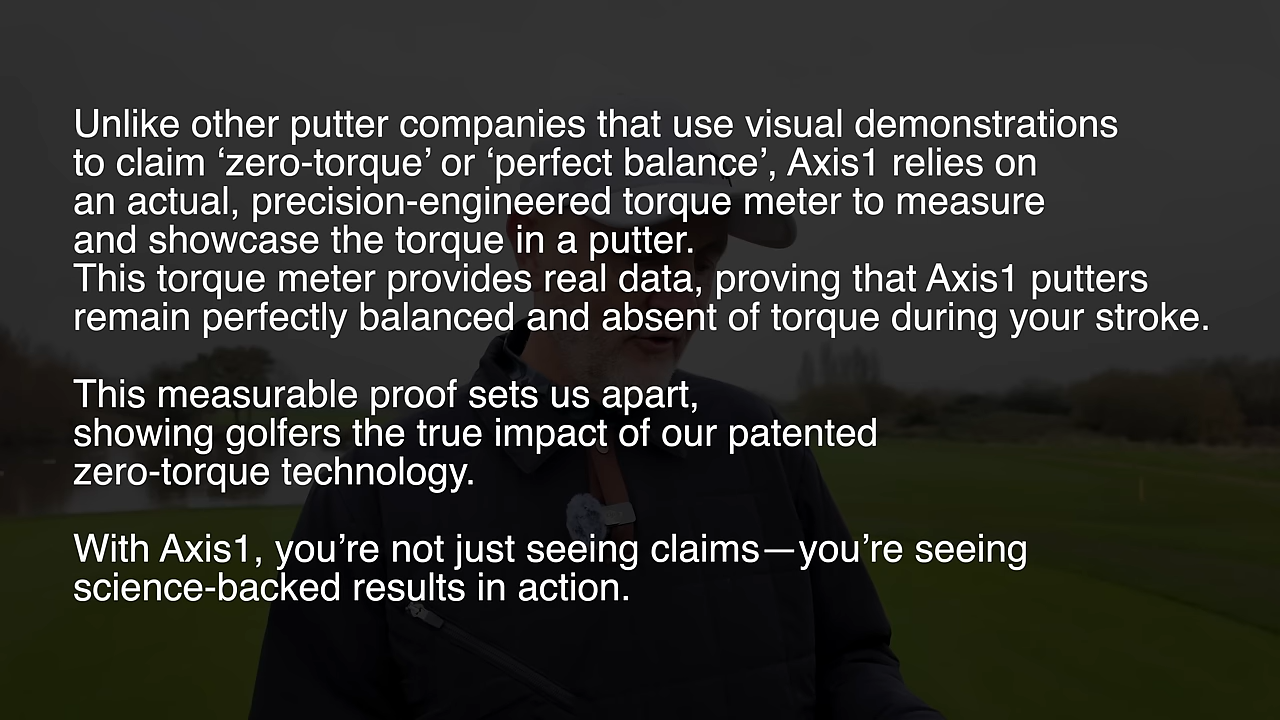 Unlike other putter companies that use visual demonstrations
to claim ‘zero-torque’ or ‘perfect balance’, Axis1 relies on
an actual, precision-engineered torque meter to measure
and showcase the torque in a putter.
This torque meter provides real data, proving that Axis1 putters
remain perfectly balanced and absent of torque during your stroke.
This measurable proof sets us apart,
showing golfers the true impact of our patented
zero-torque technology.
With Axis1, you’re not just seeing claims—you’re seeing
science-backed results in action.